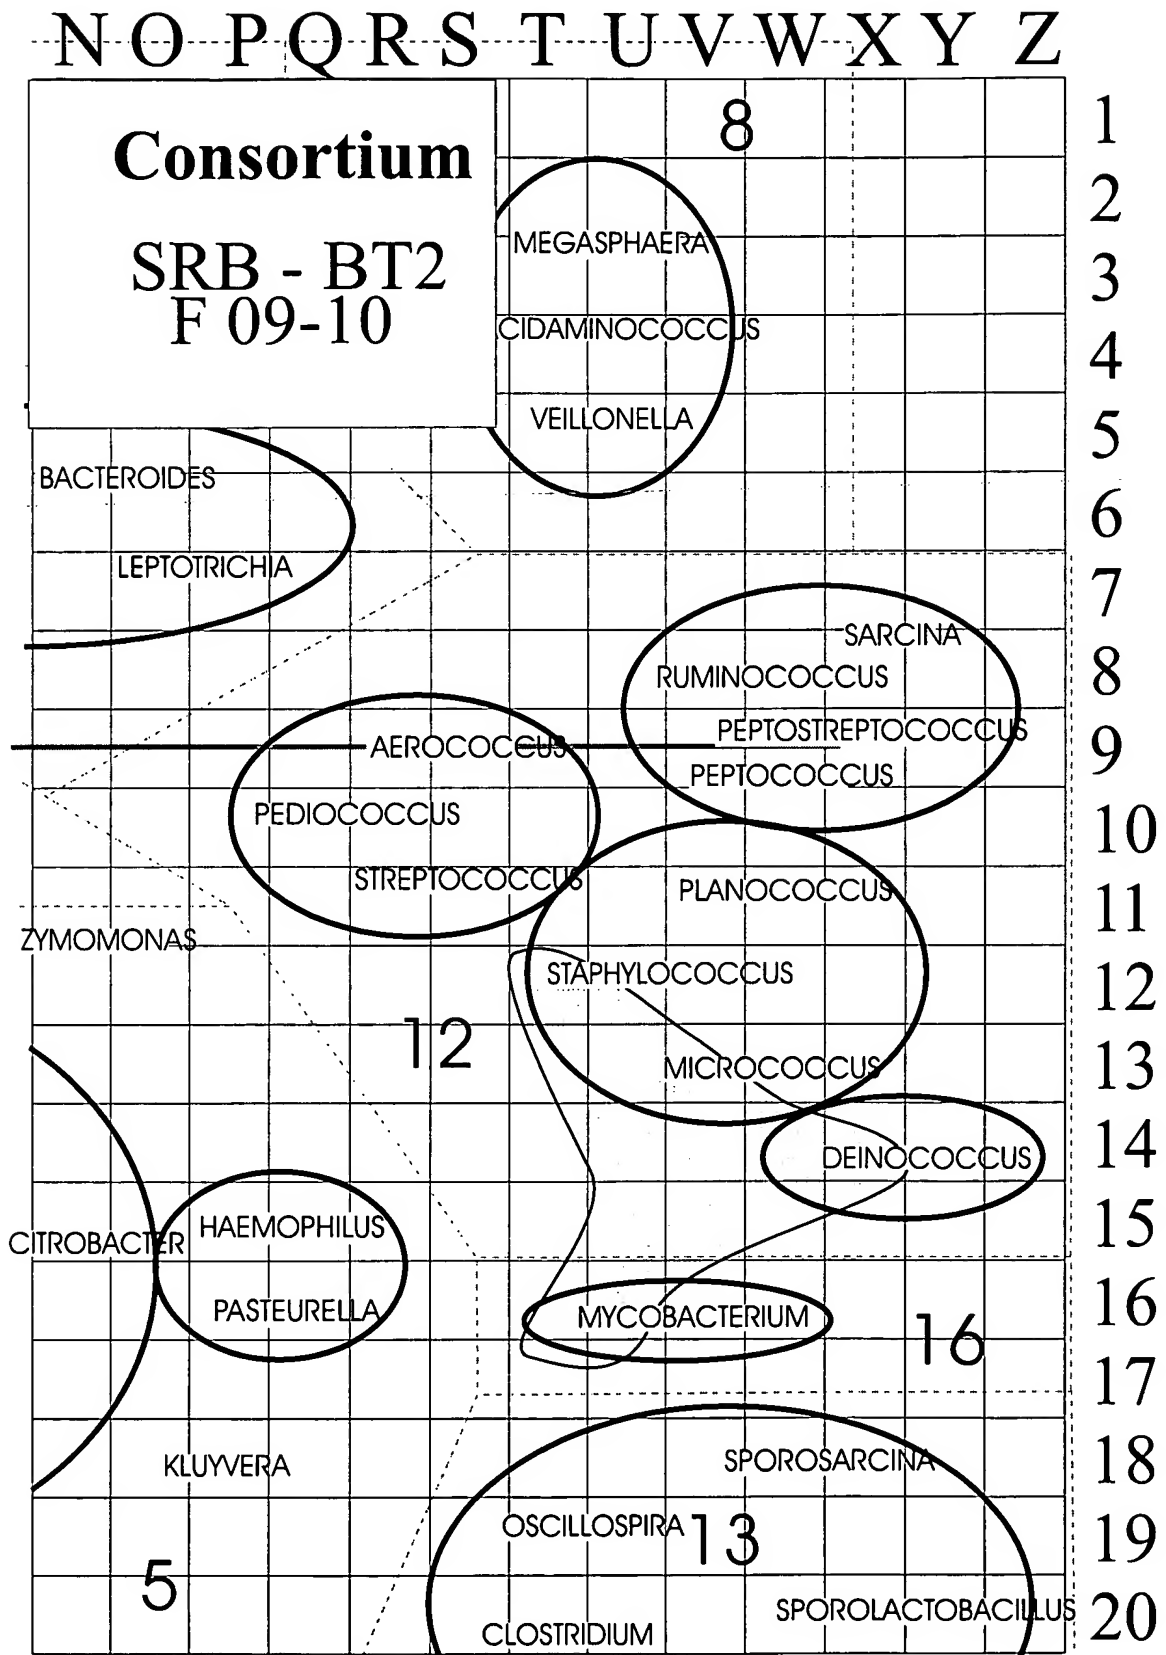 N O P Q R S T U V W X Y Z
1
8
Consortium
2
SRB - BT2
MEGASPHAERA
3
F 09-10
CIDAMINOCOCCUS
4
VEILLONELLA
5
BACTEROIDES
6
LEPTOTRICHIA
7
SARCINA
8
RUMINOCOCCUS
PEPTOSTREPTOCOCCUS
9
AEROCOCCUS
PEPTOCOCCUS
PEDIOCOCCUS
10
STREPTOCOCCUS
PLANOCOCCUS
11
ZYMOMONAS
STAPHYLOCOCCUS
12
12
MICROCOCCUS
13
DEINOCOCCUS
14
HAEMOPHILUS
15
CITROBACTER
PASTEURELLA
MYCOBACTERIUM
16
16
17
KLUYVERA
SPOROSARCINA
18
OSCILLOSPIRA
13
19
5
SPOROLACTOBACILLUS
20
CLOSTRIDIUM